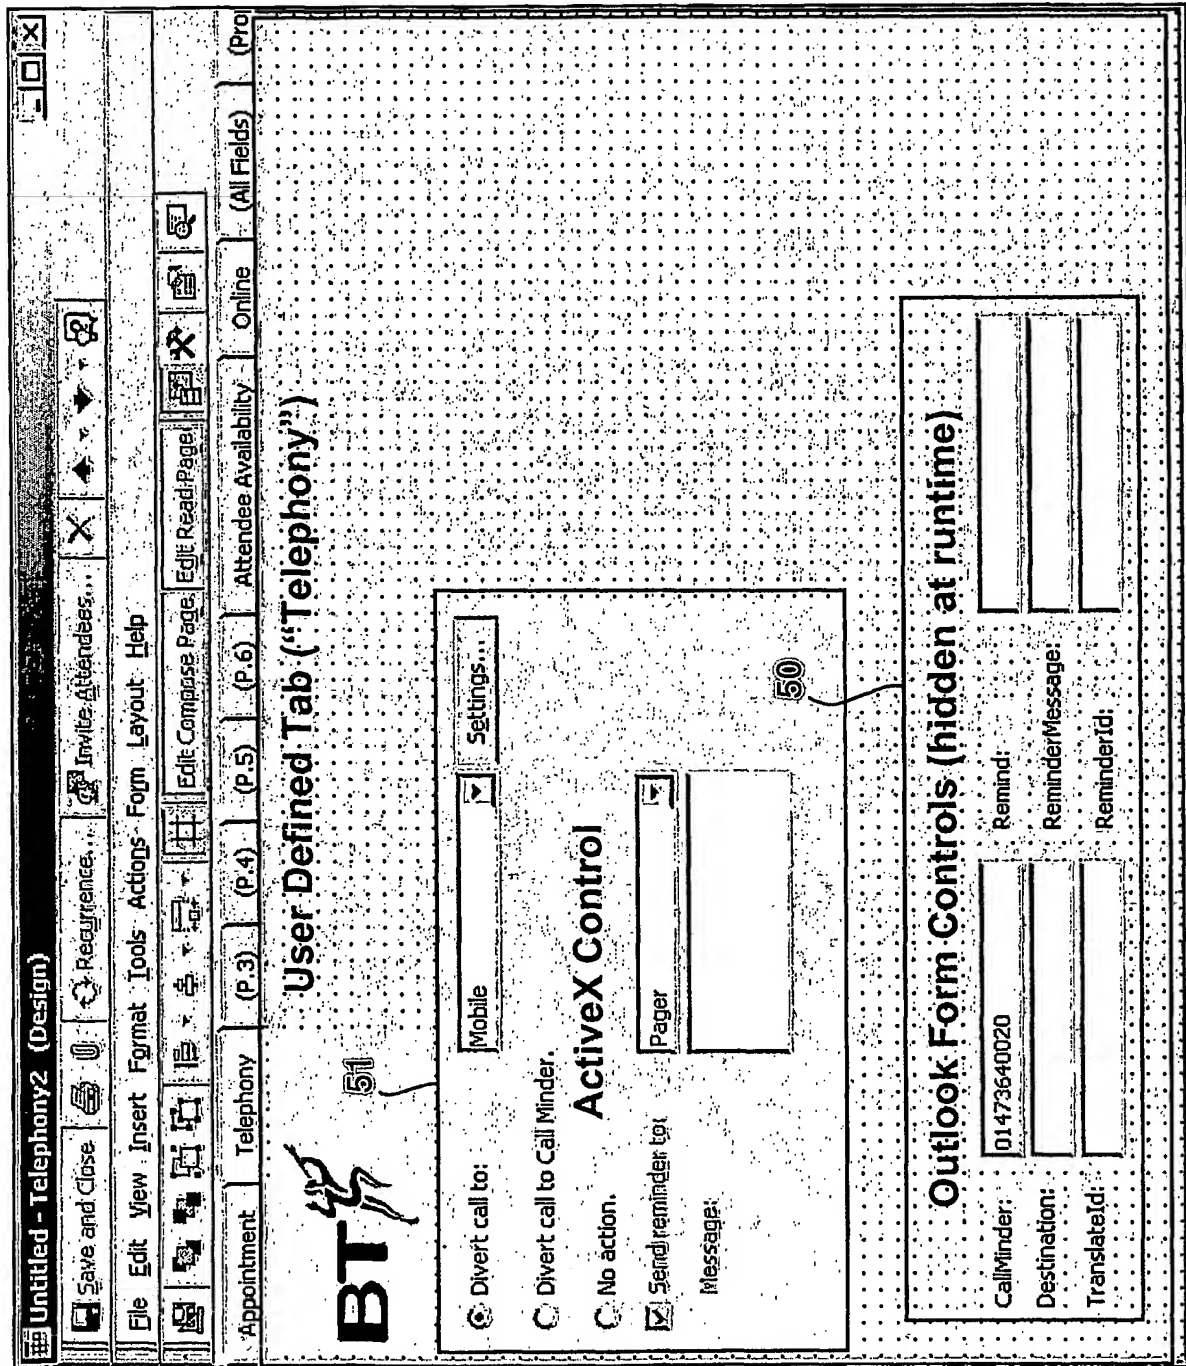 Untitled - Telephony2 (Design)
Save and Close Recurrence... Invite Attendees...
File Edit View Insert Format Tools Actions Form Layout Help
Edit Compose Page Edit Read Page
Appointment Telephony (P.3) (P.4) (P.5) (P.6) Attendee Availability Online (All Fields) (Pro
User Defined Tab (“Telephony”)
BT
51
Divert call to: Mobile Settings...
Divert call to Call Minder.
No action.
ActiveX Control
Send reminder to: Pager
Message:
50
Outlook Form Controls (hidden at runtime)
CallMinder: 01473640020 Remind:
Destination: ReminderMessage:
TranslateId: ReminderId: